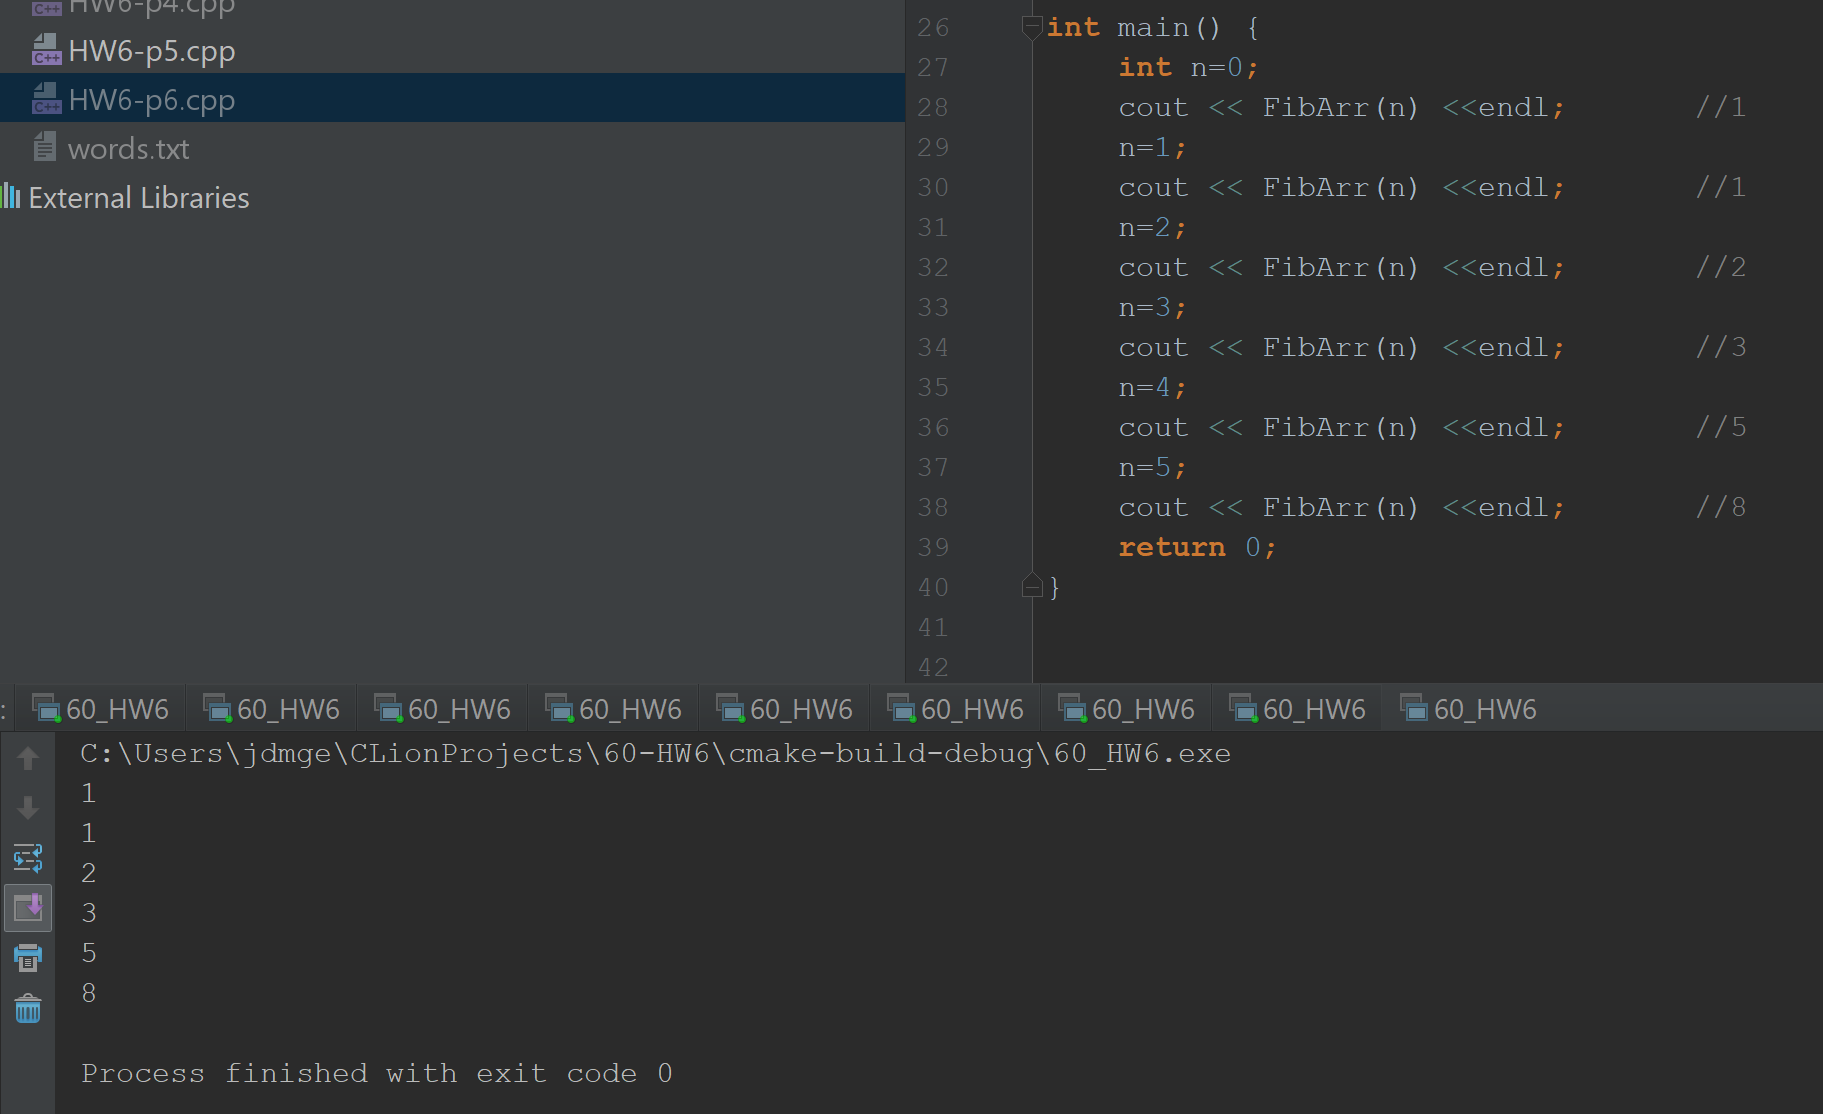 HW6-p4.cpp
C++ HW6-p5.cpp
C++ HW6-p6.cpp
words.txt
External Libraries
26 int main() {
27 int n=0;
28 cout << FibArr(n) <<endl; //1
29 n=1;
30 cout << FibArr(n) <<endl; //1
31 n=2;
32 cout << FibArr(n) <<endl; //2
33 n=3;
34 cout << FibArr(n) <<endl; //3
35 n=4;
36 cout << FibArr(n) <<endl; //5
37 n=5;
38 cout << FibArr(n) <<endl; //8
39 return 0;
40 }
41
42
: 60_HW6 60_HW6 60_HW6 60_HW6 60_HW6 60_HW6 60_HW6 60_HW6 60_HW6
C:\Users\jdmge\CLionProjects\60-HW6\cmake-build-debug\60_HW6.exe
1
1
2
3
5
8
Process finished with exit code 0